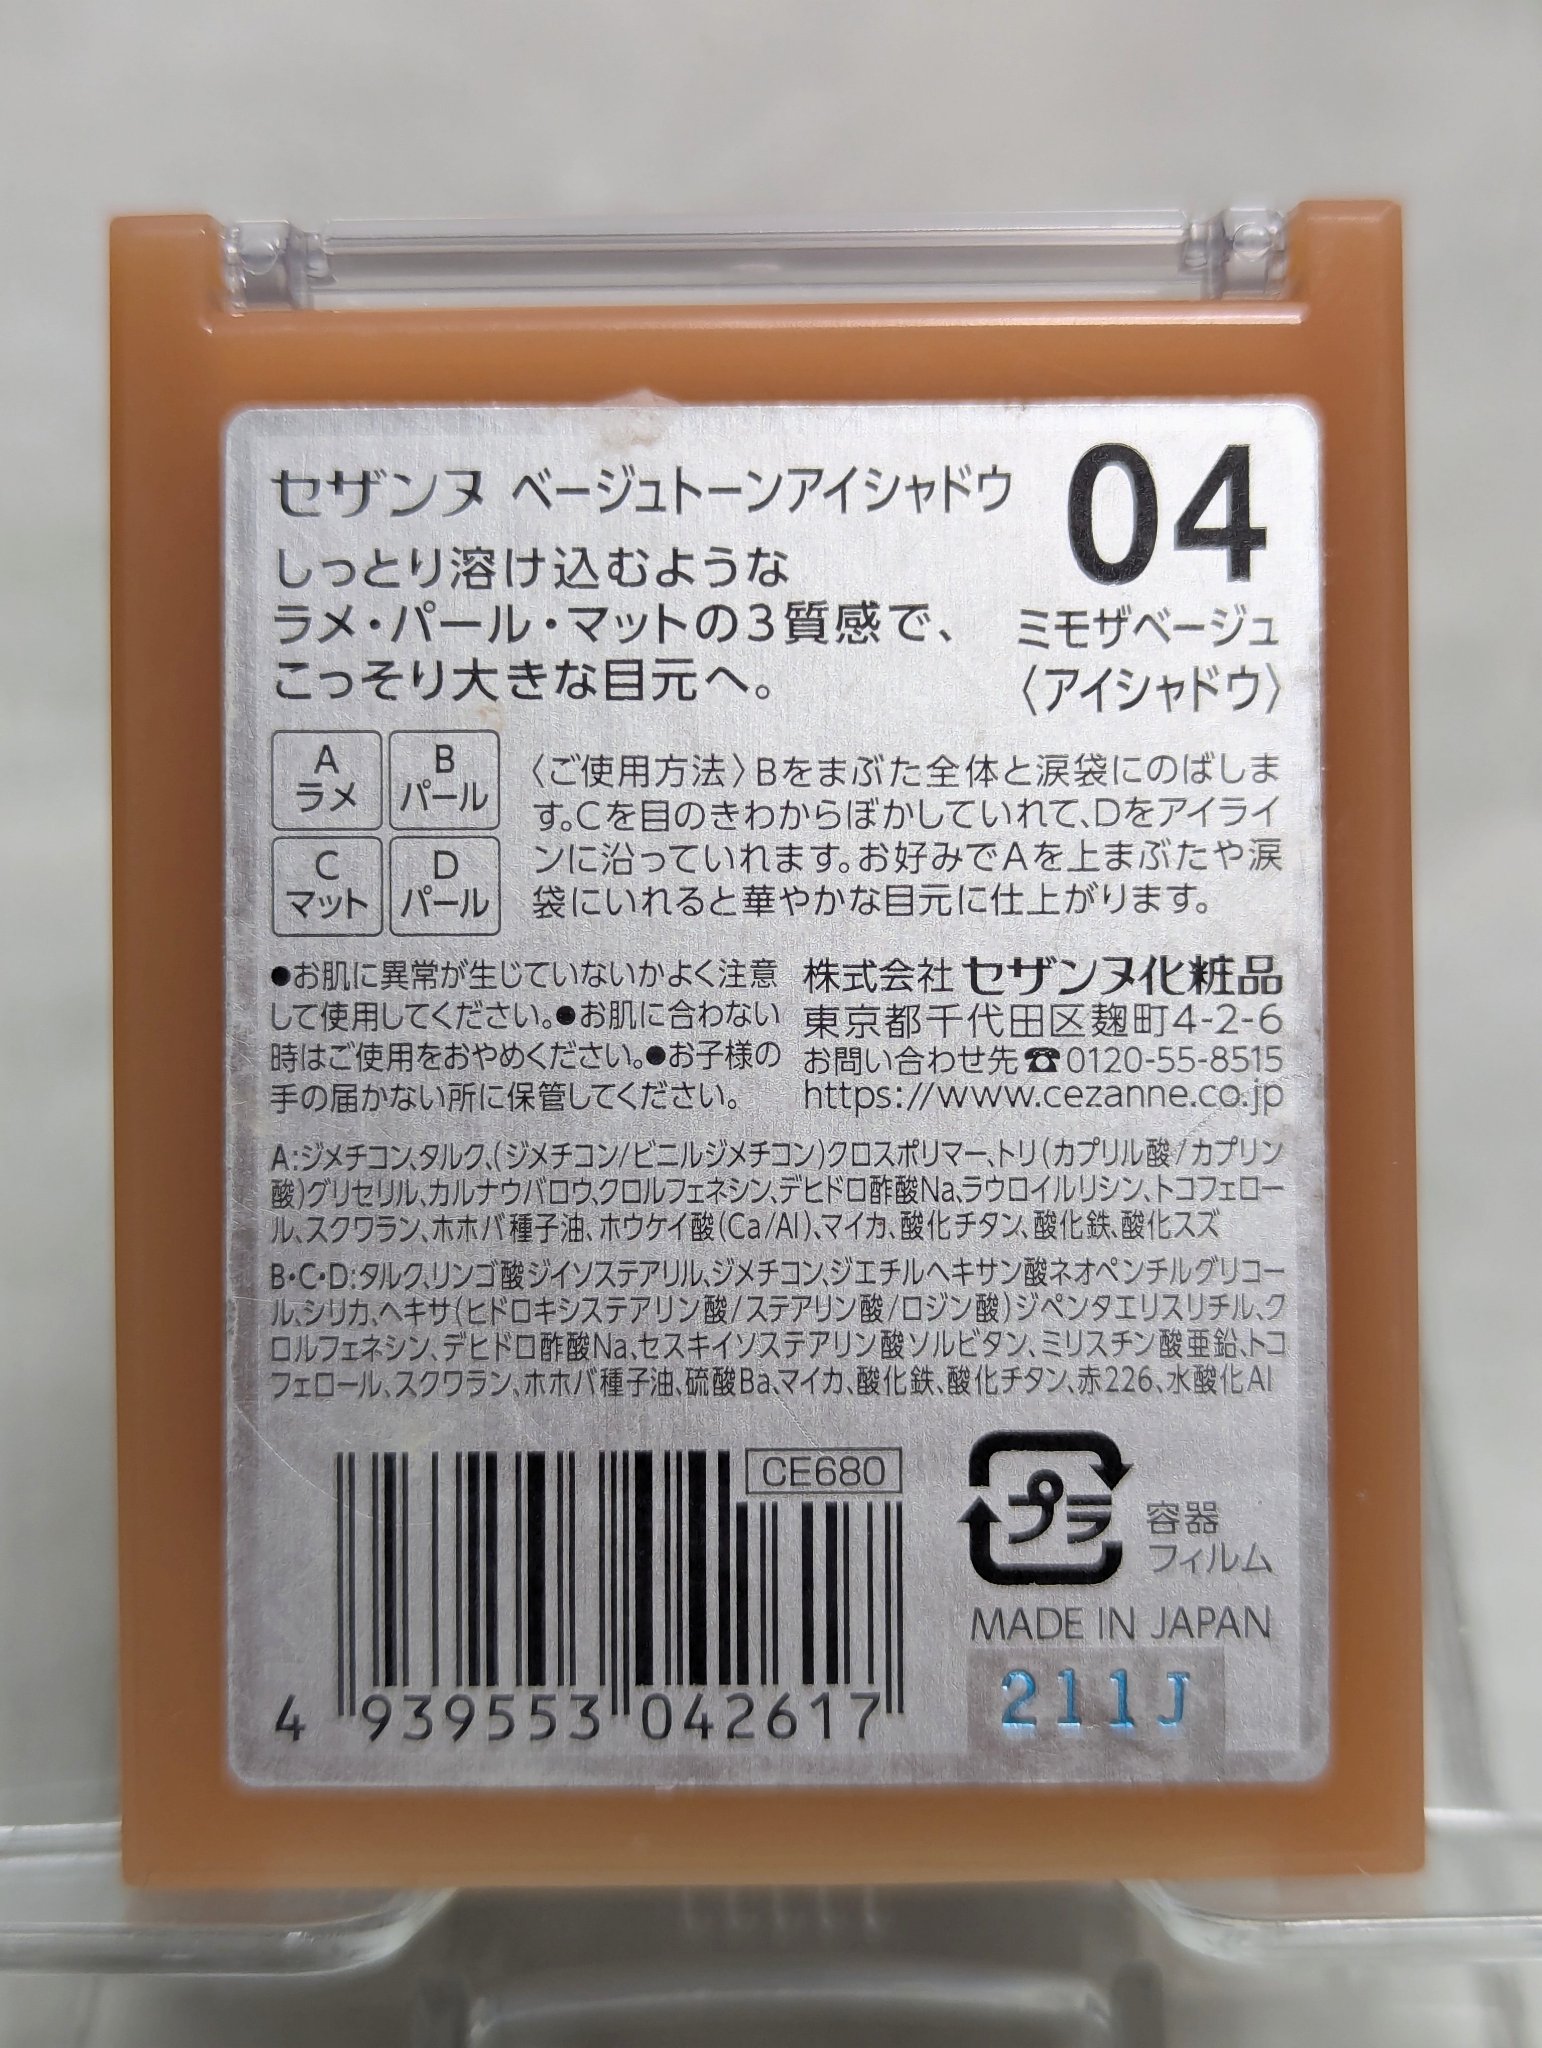 セザンヌ ベージュトーンアイシャドウ
04
しっとり溶け込むような
ラメ・パール・マットの3質感で、
こっそり大きな目元へ。
ミモザベージュ
〈アイシャドウ〉
A
ラメ
B
パール
C
マット
D
パール
〈ご使用方法〉Bをまぶた全体と涙袋にのばしま
す。Cを目のきわからぼかしていれて、Dをアイライ
ンに沿っていれます。お好みでAを上まぶたや涙
袋にいれると華やかな目元に仕上がります。
●お肌に異常が生じていないかよく注意
して使用してください。●お肌に合わない
時はご使用をおやめください。●お子様の
手の届かない所に保管してください。
株式会社 セザンヌ化粧品
東京都千代田区麹町4-2-6
お問い合わせ先☎0120-55-8515
https://www.cezanne.co.jp
A:ジメチコン、タルク、(ジメチコン/ビニルジメチコン)クロスポリマー、トリ(カプリル酸/カプリン
酸)グリセリル、カルナウバロウ、クロルフェネシン、デヒドロ酢酸Na、ラウロイルリシン、トコフェロー
ル、スクワラン、ホホバ種子油、ホウケイ酸(Ca/Al)、マイカ、酸化チタン、酸化鉄、酸化スズ
B・C・D:タルク、リンゴ酸ジイソステアリル、ジメチコン、ジエチルヘキサン酸ネオペンチルグリコー
ル、シリカ、ヘキサ(ヒドロキシステアリン酸/ステアリン酸/ロジン酸)ジペンタエリスリチル、ク
ロルフェネシン、デヒドロ酢酸Na、セスキイソステアリン酸ソルビタン、ミリスチン酸亜鉛、トコ
フェロール、スクワラン、ホホバ種子油、硫酸Ba、マイカ、酸化鉄、酸化チタン、赤226、水酸化Al
CE680
プラ
容器
フィルム
MADE IN JAPAN
211J
4 939553 042617